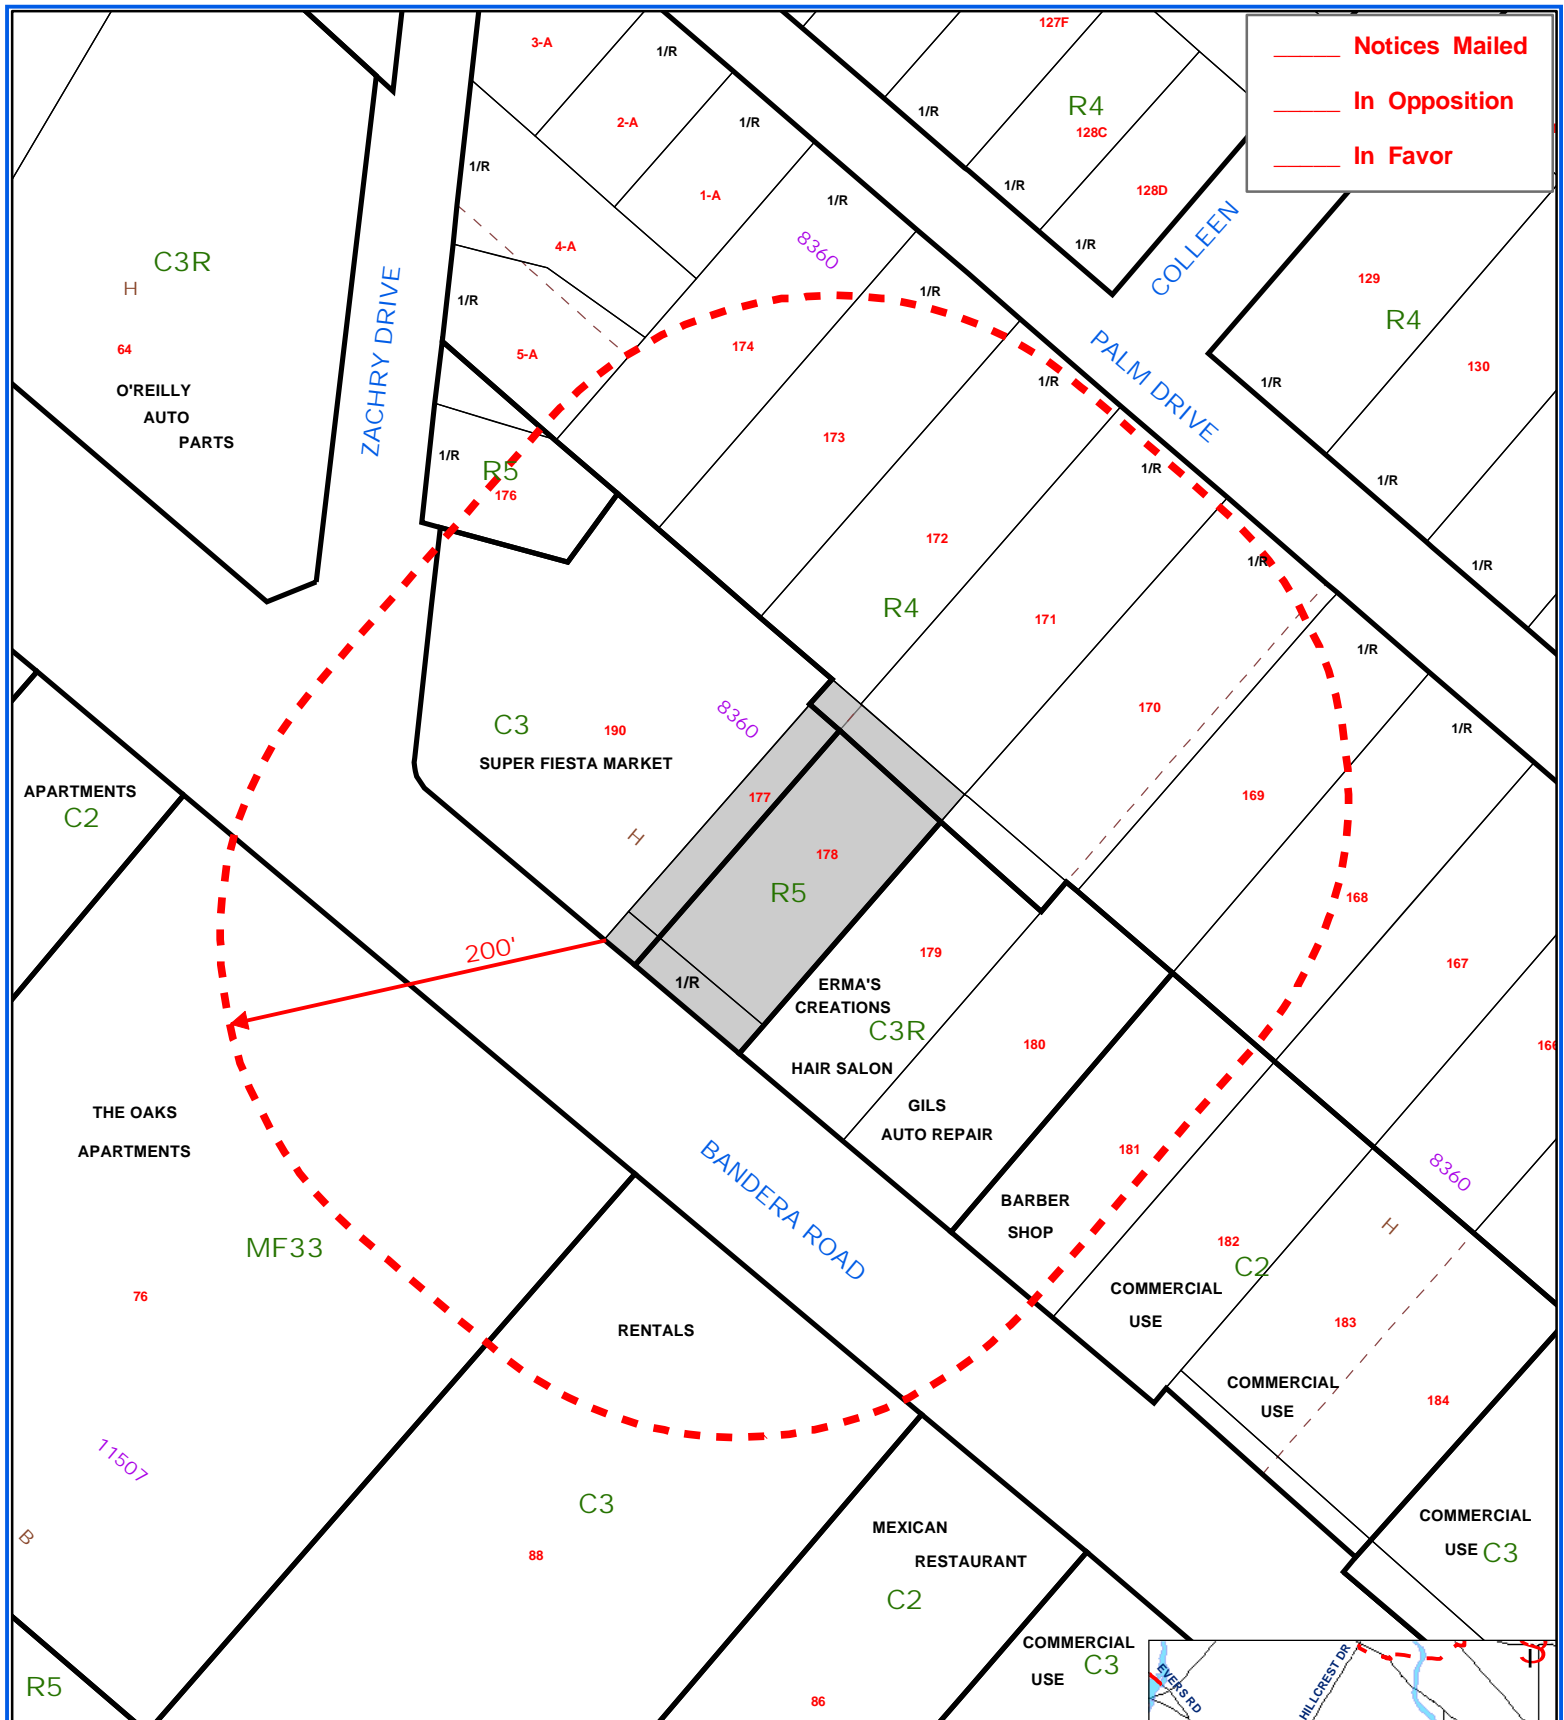 ______ Notices Mailed
______ In Opposition
______ In Favor
3-A
1/R
127F
2-A
1/R
1/R
R4
128C
1/R
1-A
1/R
1/R
128D
COLLEEN
1/R
4-A
8360
C3R
H
129
1/R
1/R
R4
ZACHRY DRIVE
64
5-A
174
PALM DRIVE
130
O'REILLY
AUTO
PARTS
1/R
1/R
173
1/R
R5
176
1/R
1/R
172
1/R
1/R
R4
171
1/R
C3
190
8360
170
1/R
SUPER FIESTA MARKET
APARTMENTS
C2
177
169
H
178
R5
168
200'
179
167
1/R
ERMA'S
CREATIONS
C3R
180
166
HAIR SALON
THE OAKS
APARTMENTS
GILS
AUTO REPAIR
BANDERA ROAD
181
8360
BARBER
SHOP
H
MF33
182
C2
76
COMMERCIAL
USE
RENTALS
183
COMMERCIAL
USE
184
11507
C3
MEXICAN
RESTAURANT
COMMERCIAL
USE C3
B
88
C2
COMMERCIAL
USE C3
R5
86
EVERS RD
HILLCREST DR